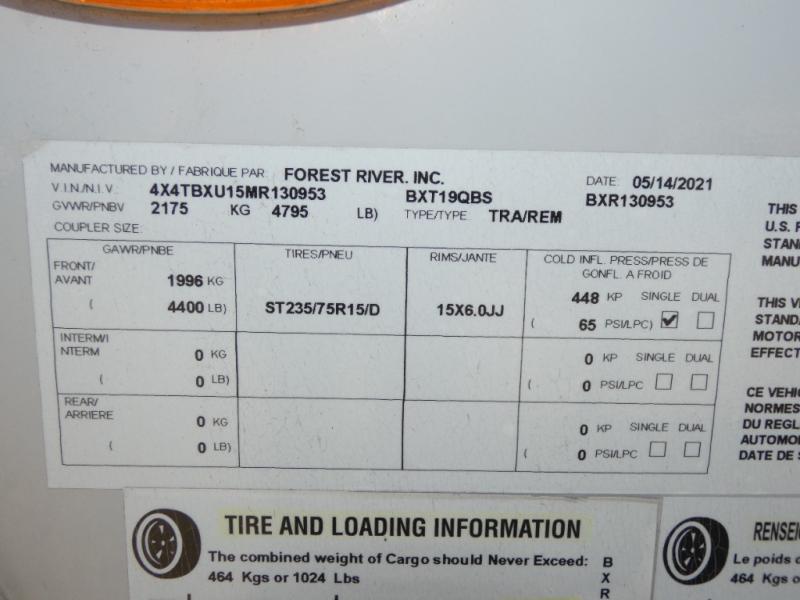 MANUFACTURED BY / FABRIQUE PAR FOREST RIVER, INC. DATE: 05/14/2021
V.I.N./N.I.V. 4X4TBXU15MR130953 BXT19QBS BXR130953
GVWR/PNBV 2175 KG 4795 LB) TYPE/TYPE TRA/REM
COUPLER SIZE:
GAWR/PNBE TIRES/PNEU RIMS/JANTE COLD INFL. PRESS/PRESS DE
GONFL. A FROID
FRONT/
AVANT 1996 KG 448 KP SINGLE DUAL
( 4400 LB) ST235/75R15/D 15X6.0JJ ( 65 PSI/LPC)
INTERM/I
NTERM 0 KG 0 KP SINGLE DUAL
( 0 LB) ( 0 PSI/LPC
REAR/
ARRIERE 0 KG 0 KP SINGLE DUAL
( 0 LB) ( 0 PSI/LPC
THIS
U.S. F
STAN
MANU
THIS VE
STANDA
MOTOR
EFFECT
CE VEHIC
NORMES
DU REGLE
AUTOMOB
DATE DE S
TIRE AND LOADING INFORMATION
The combined weight of Cargo should Never Exceed:
464 Kgs or 1024 Lbs
B
X
R
RENSEI
Le poids c
464 Kgs o